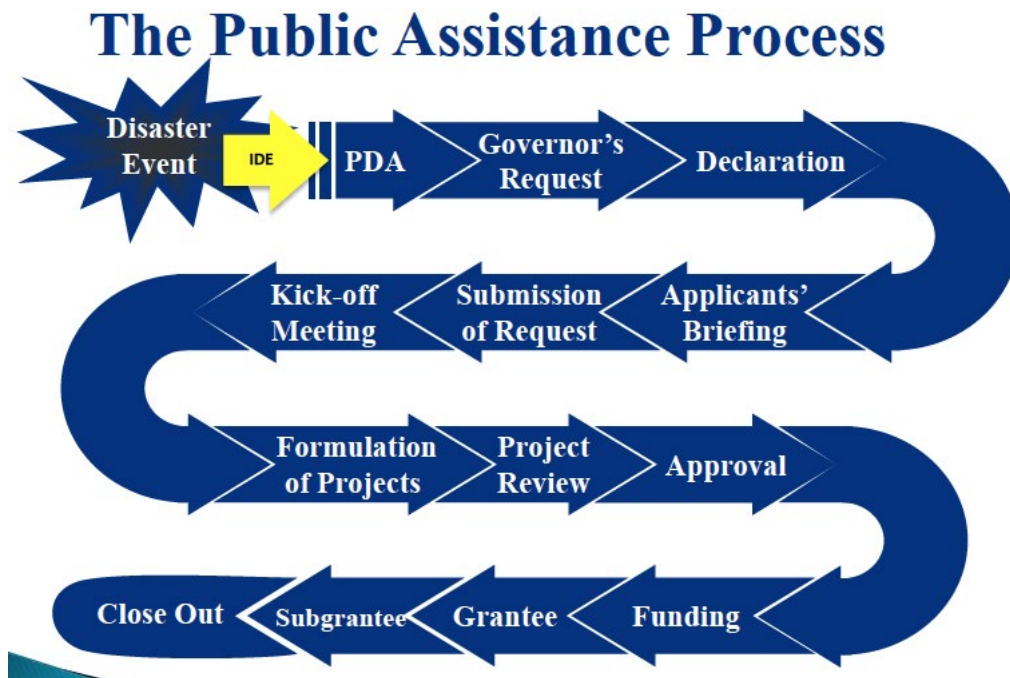 The Public Assistance Process
Disaster
Event
IDE
PDA
Governor's
Request
Declaration
Applicants'
Briefing
Submission
of Request
Kick-off
Meeting
Formulation
of Projects
Project
Review
Approval
Funding
Grantee
Subgrantee
Close Out